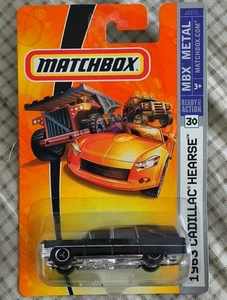 MATCHBOX
MBX METAL
MATCHBOX.COM
3+
READY FOR
ACTION
30
1963 CADILLAC HEARSE